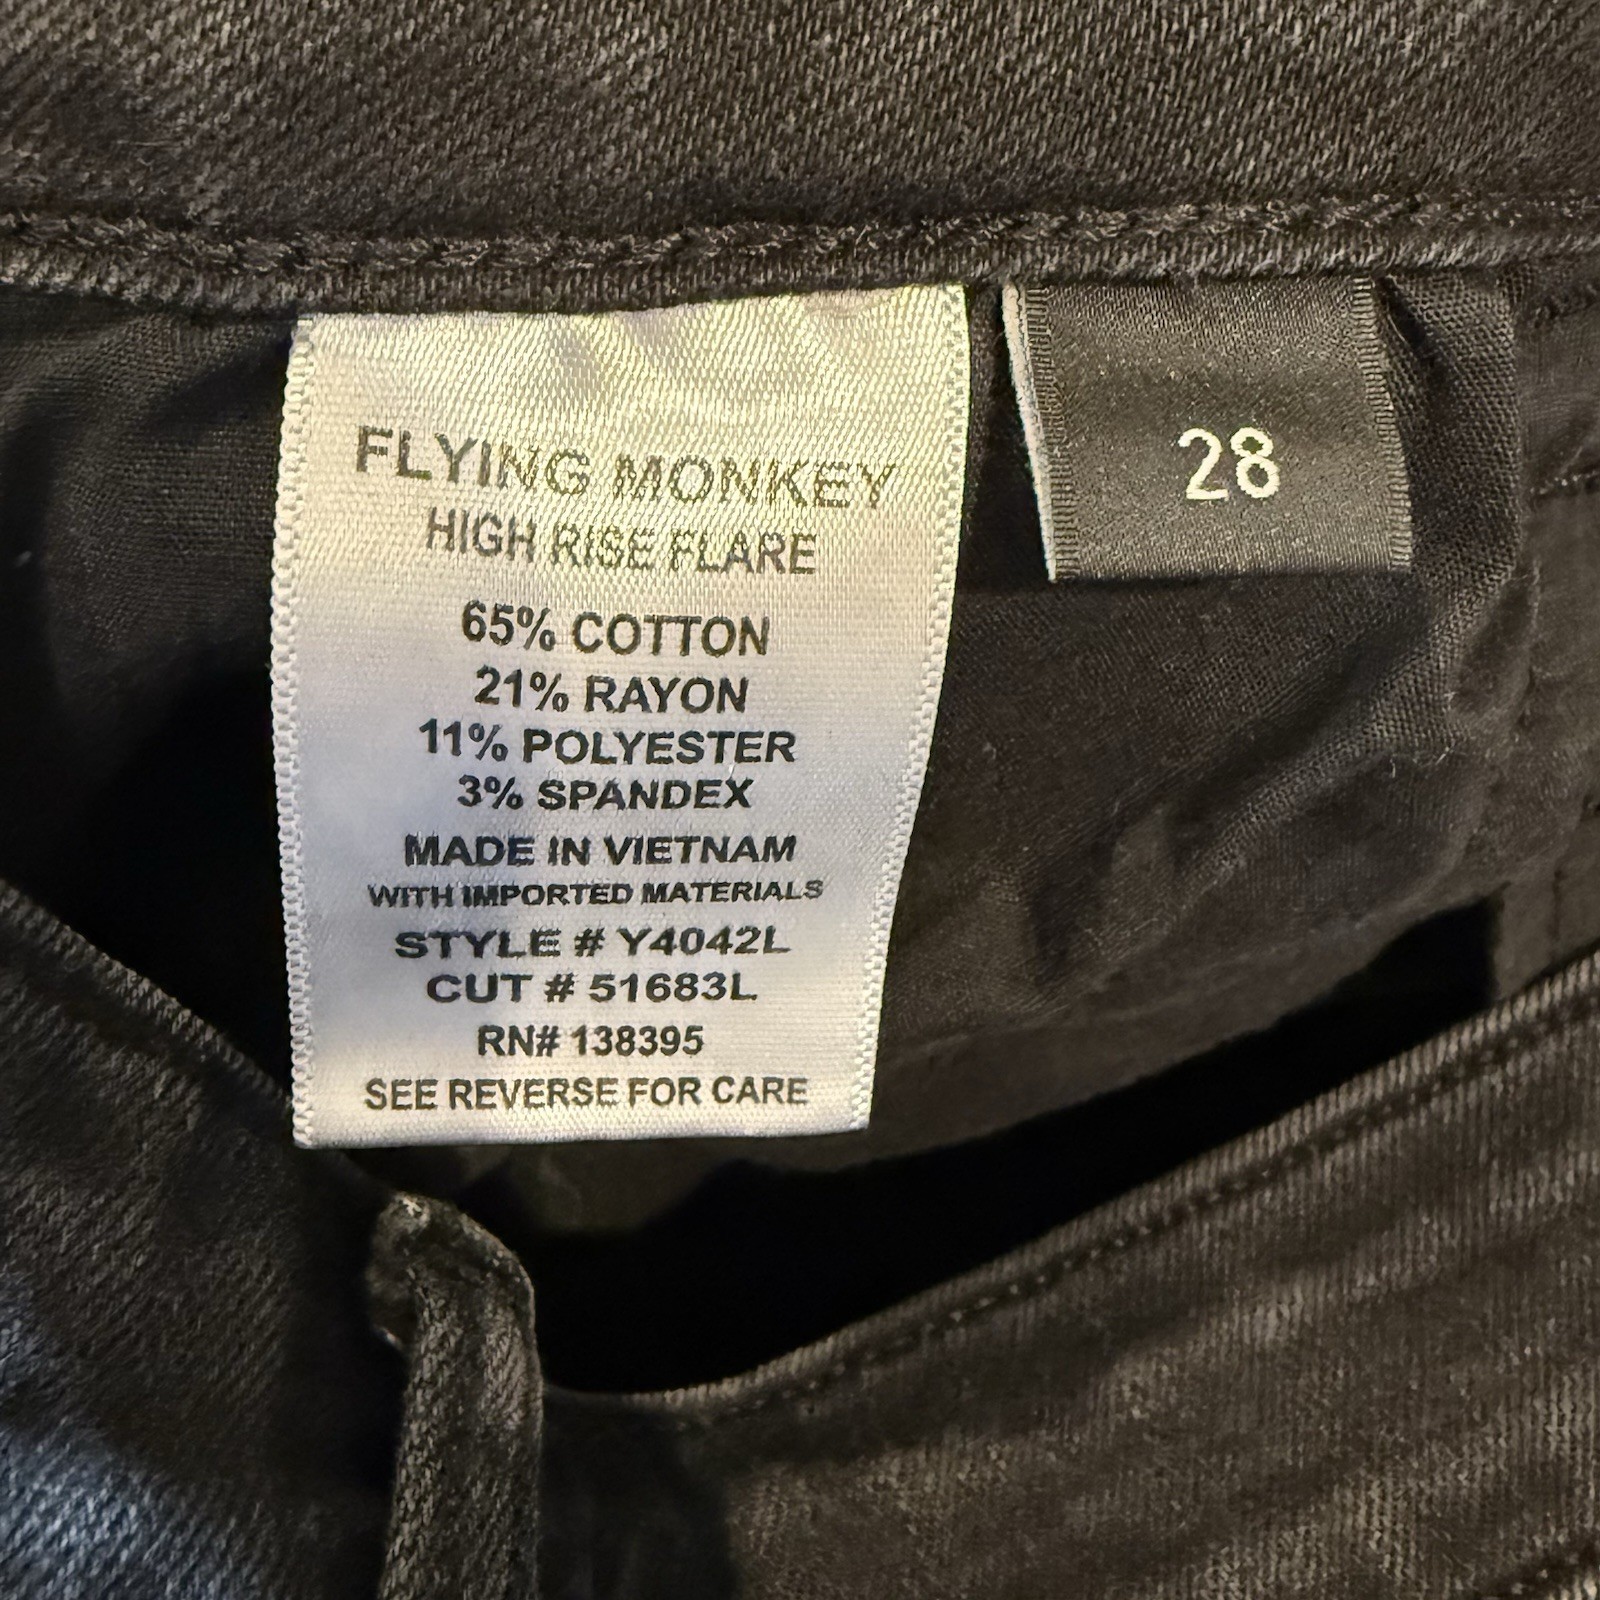 FLYING MONKEY
HIGH RISE FLARE
65% COTTON
21% RAYON
11% POLYESTER
3% SPANDEX
MADE IN VIETNAM
WITH IMPORTED MATERIALS
STYLE # Y4042L
CUT # 51683L
RN# 138395
SEE REVERSE FOR CARE
28